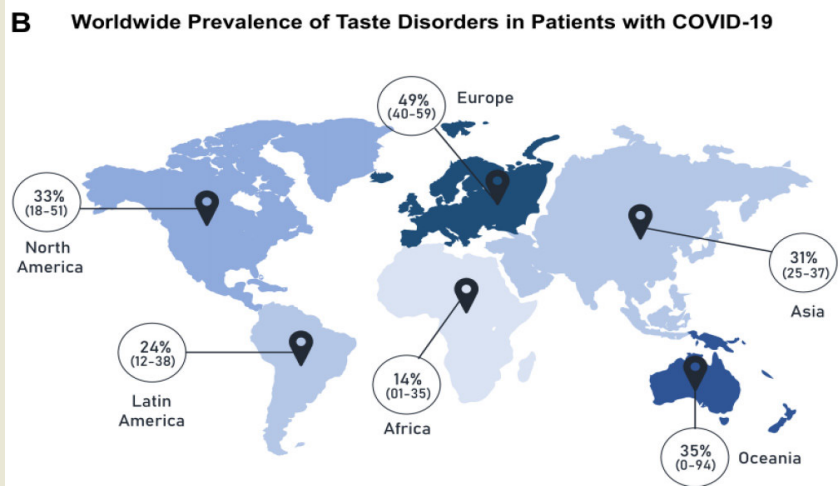 B Worldwide Prevalence of Taste Disorders in Patients with COVID-19
49%
(40-59)
Europe
33%
(18-51)
North
America
31%
(25-37)
Asia
24%
(12-38)
Latin
America
14%
(01-35)
Africa
35%
(0-94)
Oceania